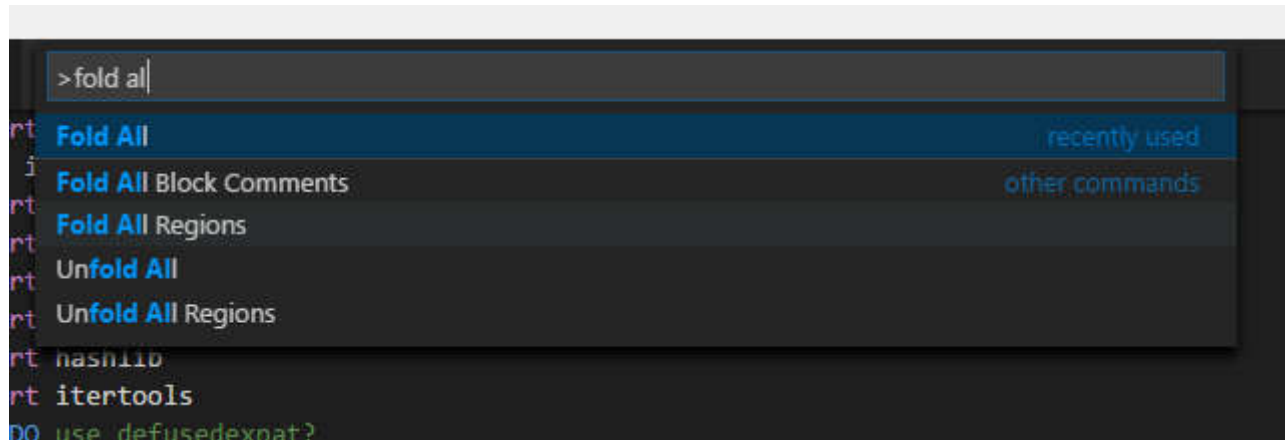 >fold al
Fold All recently used
Fold All Block Comments other commands
Fold All Regions
Unfold All
Unfold All Regions
rt hashlib
rt itertools
DO use defusedexpat?